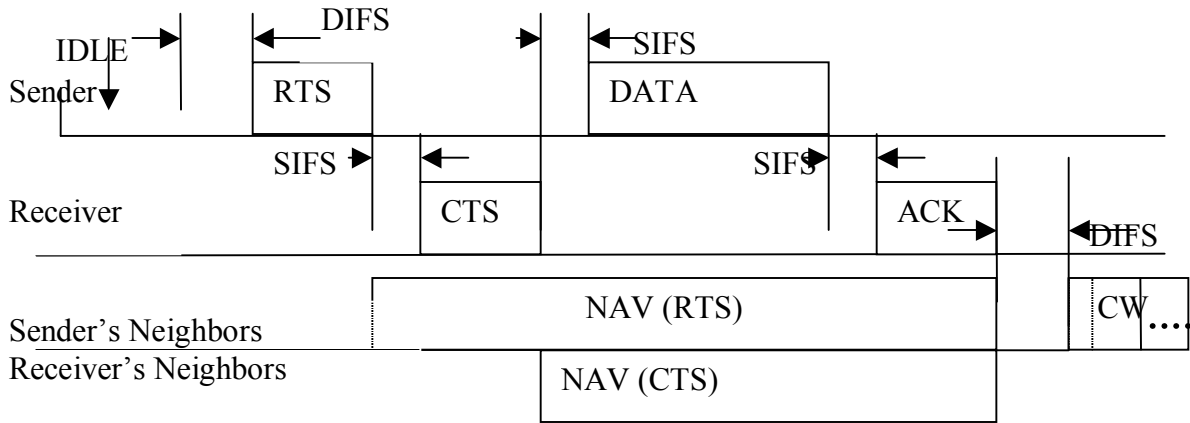 DIFS
IDLE
SIFS
Sender
RTS
DATA
SIFS
SIFS
Receiver
CTS
ACK
DIFS
NAV (RTS)
CW
....
Sender's Neighbors
Receiver's Neighbors
NAV (CTS)